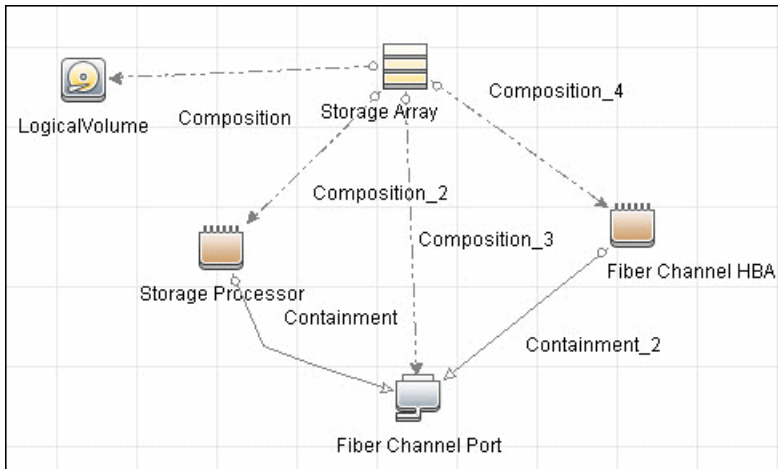 Composition_4
Storage Array
Composition
LogicalVolume
Composition_2
Composition_3
Fiber Channel HBA
Storage Processor
Containment
Containment_2
Fiber Channel Port